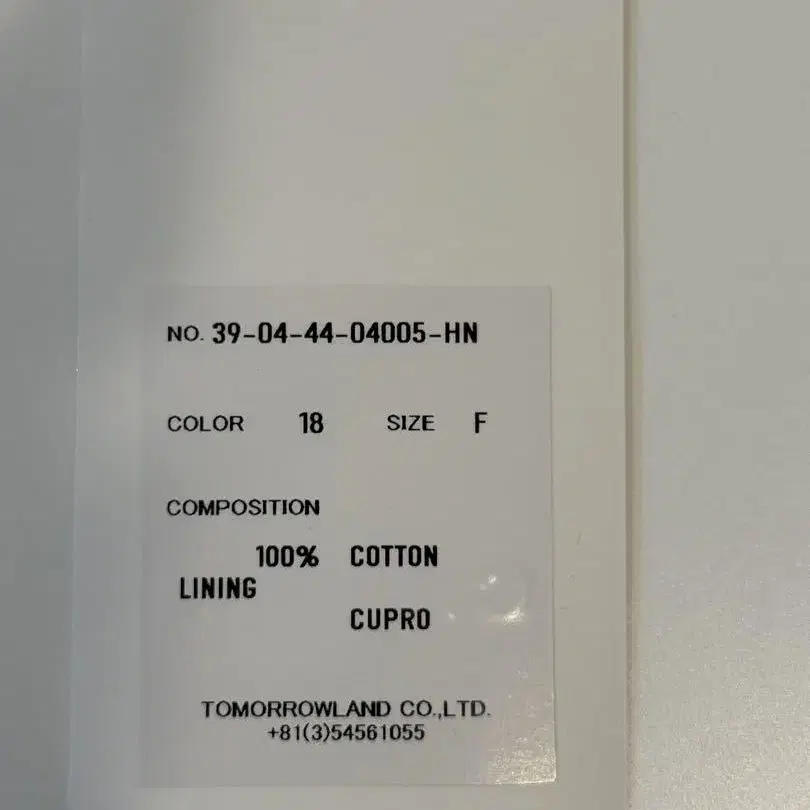 NO. 39-04-44-04005-HN
COLOR 18 SIZE F
COMPOSITION
100% COTTON
LINING
CUPRO
TOMORROWLAND CO.,LTD.
+81(3)54561055